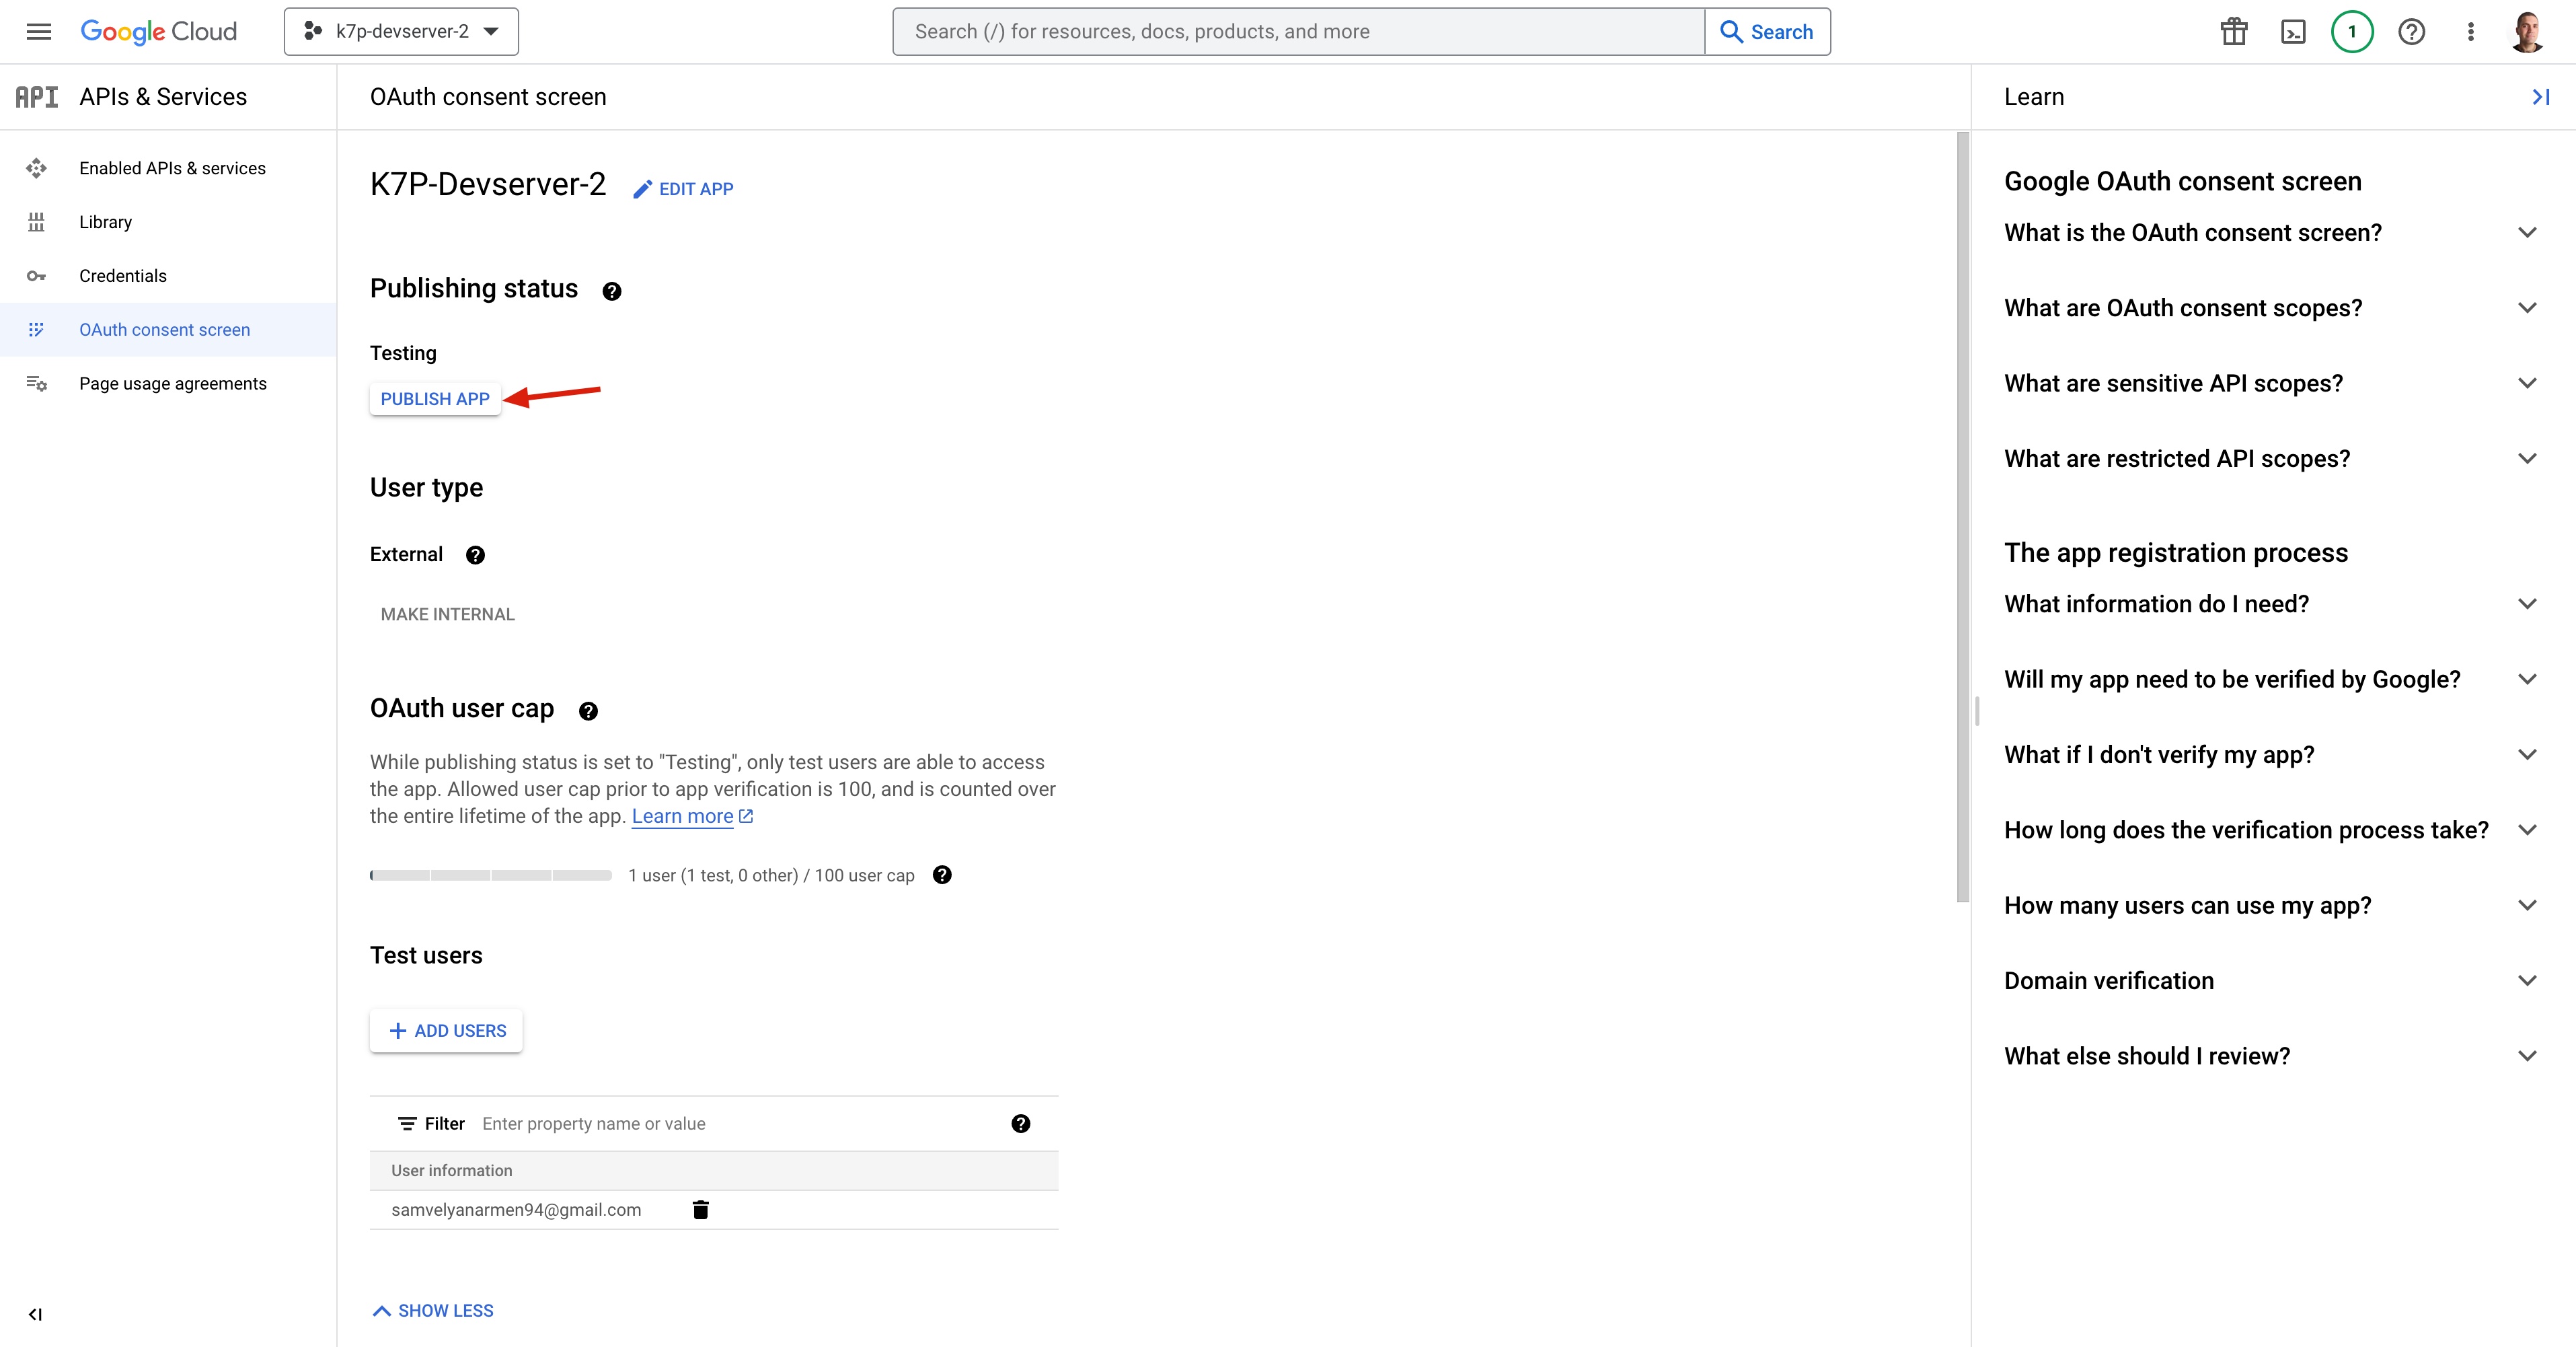 Google Cloud
k7p-devserver-2
Search (/) for resources, docs, products, and more
Search
1
API
APIs & Services
OAuth consent screen
Learn
Enabled APIs & services
Library
Credentials
OAuth consent screen
Page usage agreements
K7P-Devserver-2
EDIT APP
Publishing status
Testing
PUBLISH APP
User type
External
MAKE INTERNAL
OAuth user cap
While publishing status is set to "Testing", only test users are able to access
the app. Allowed user cap prior to app verification is 100, and is counted over
the entire lifetime of the app. Learn more
1 user (1 test, 0 other) / 100 user cap
Test users
ADD USERS
Filter Enter property name or value
User information
samvelyanarmen94@gmail.com
SHOW LESS
Google OAuth consent screen
What is the OAuth consent screen?
What are OAuth consent scopes?
What are sensitive API scopes?
What are restricted API scopes?
The app registration process
What information do I need?
Will my app need to be verified by Google?
What if I don't verify my app?
How long does the verification process take?
How many users can use my app?
Domain verification
What else should I review?